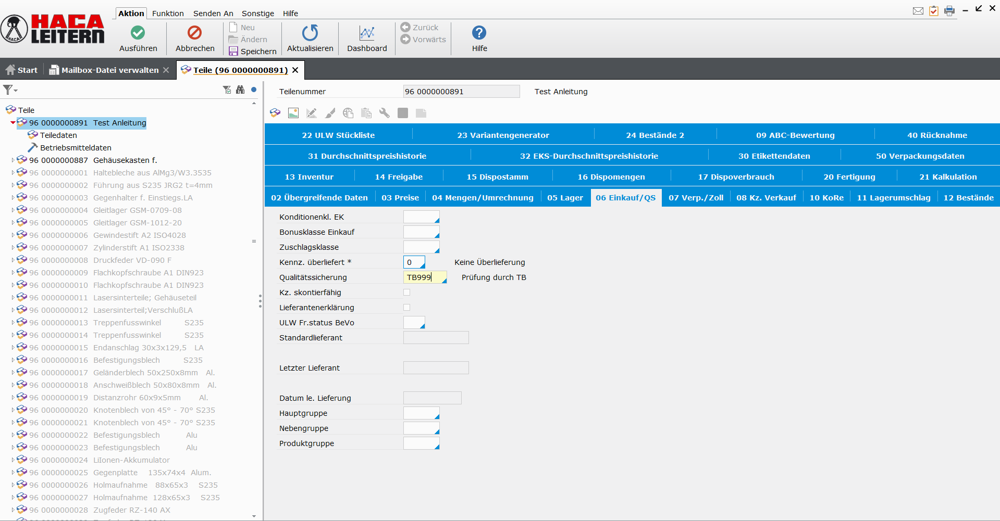 Aktion Funktion Senden An Sonstige Hilfe
HACA
LEITERN
HACA
Ausführen
Abbrechen
Neu
Ändern
Speichern
Aktualisieren
Dashboard
Zurück
Vorwärts
Hilfe
Start
Mailbox-Datei verwalten
Teile (96 0000000891)
Teile
96 0000000891 Test Anleitung
Teiledaten
Betriebsmitteldaten
96 0000000887 Gehäusekasten f.
96 0000000001 Haltebleche aus AlMg3/W3.3535
96 0000000002 Führung aus S235 JRG2 t=4mm
96 0000000003 Gegenhalter f. Einstiegs.LA
96 0000000004 Gleitlager GSM-0709-08
96 0000000005 Gleitlager GSM-1012-20
96 0000000006 Gewindestift A2 ISO4028
96 0000000007 Zylinderstift A1 ISO2338
96 0000000008 Druckfeder VD-090 F
96 0000000009 Flachkopfschraube A1 DIN923
96 0000000010 Flachkopfschraube A1 DIN923
96 0000000011 Lasersinterteile; Gehäuseteil
96 0000000012 Lasersinterteil;VerschlußLA
96 0000000013 Treppenfusswinkel S235
96 0000000014 Treppenfusswinkel S235
96 0000000015 Endanschlag 30x3x129,5 LA
96 0000000016 Befestigungsblech S235
96 0000000017 Geländerblech 50x250x8mm Al.
96 0000000018 Anschweißblech 50x80x8mm Al.
96 0000000019 Distanzrohr 60x9x5mm Al.
96 0000000020 Knotenblech von 45° - 70° S235
96 0000000021 Knotenblech von 45° - 70° S235
96 0000000022 Befestigungsblech Alu
96 0000000023 Befestigungsblech Alu
96 0000000024 LiIonen-Akkumulator
96 0000000025 Gegenplatte 135x74x4 Alum.
96 0000000026 Holmaufnahme 88x65x3 S235
96 0000000027 Holmaufnahme 128x65x3 S235
96 0000000028 Zugfeder RZ-140 AX
Teilenummer 96 0000000891 Test Anleitung
22 ULW Stückliste 23 Variantengenerator 24 Bestände 2 09 ABC-Bewertung 40 Rücknahme
31 Durchschnittspreishistorie 32 EKS-Durchschnittspreishistorie 30 Etikettendaten 50 Verpackungsdaten
13 Inventur 14 Freigabe 15 Dispostamm 16 Dispomengen 17 Dispoverbrauch 20 Fertigung 21 Kalkulation
02 Übergreifende Daten 03 Preise 04 Mengen/Umrechnung 05 Lager 06 Einkauf/QS 07 Verp./Zoll 08 Kz. Verkauf 10 KoRe 11 Lagerumschlag 12 Bestände
Konditionenkl. EK
Bonusklasse Einkauf
Zuschlagsklasse
Kennz. überliefert * 0 Keine Überlieferung
Qualitätssicherung TB999 Prüfung durch TB
Kz. skontierfähig
Lieferantenerklärung
ULW Fr.status BeVo
Standardlieferant
Letzter Lieferant
Datum le. Lieferung
Hauptgruppe
Nebengruppe
Produktgruppe